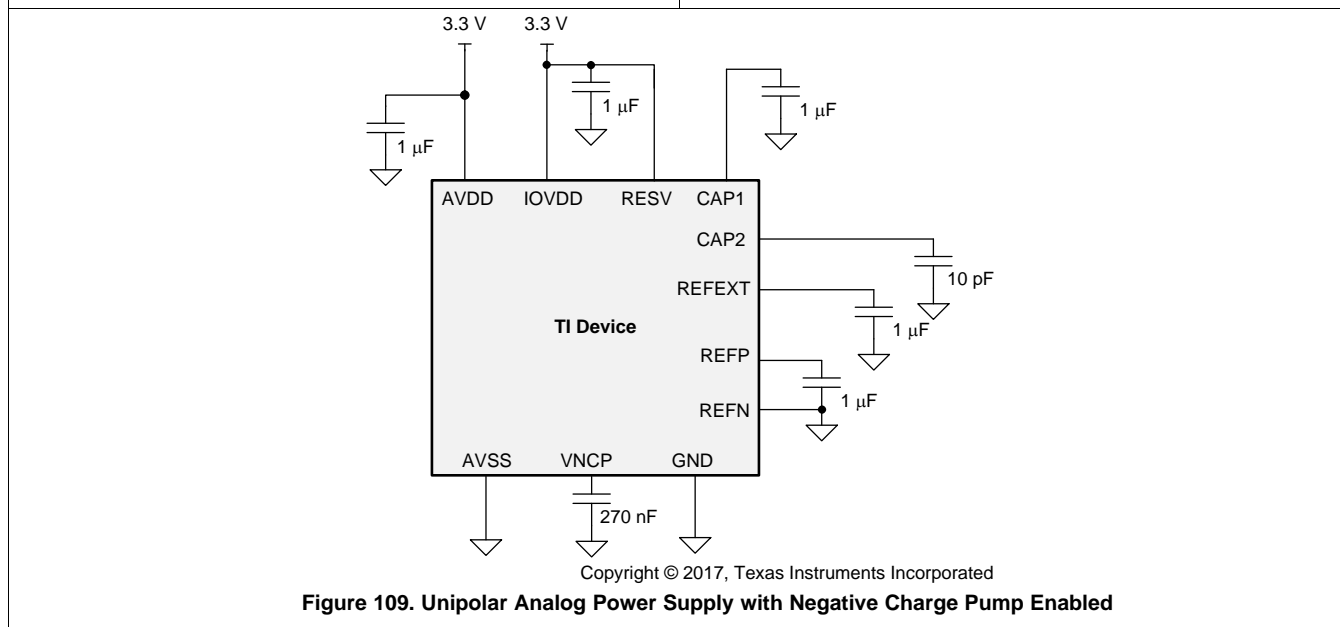 3.3 V 3.3 V
1 μF 1 μF
1 μF
AVDD IOVDD RESV CAP1
CAP2
10 pF
REFEXT
TI Device
1 μF
REFP
1 μF
REFN
AVSS VNCP GND
270 nF
Copyright © 2017, Texas Instruments Incorporated
Figure 109. Unipolar Analog Power Supply with Negative Charge Pump Enabled